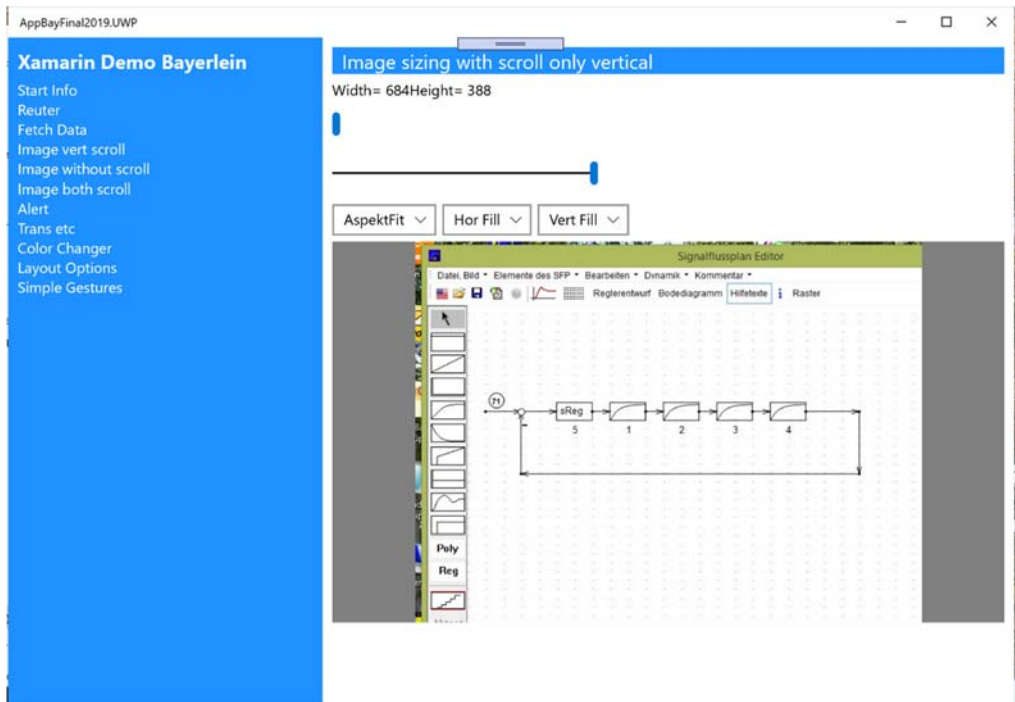 AppBayFinal2019.UWP
Xamarin Demo Bayerlein
Start Info
Reuter
Fetch Data
Image vert scroll
Image without scroll
Image both scroll
Alert
Trans etc
Color Changer
Layout Options
Simple Gestures
Image sizing with scroll only vertical
Width= 684Height= 388
AspektFit Hor Fill Vert Fill
Signalflussplan Editor
Datei, Bild Elemente des SFP Bearbeiten Dynamik Kommentar
Reglerentwurf Bodediagramm Hilfetexte i Raster
71
sReg
5 1 2 3 4
Poly
Reg